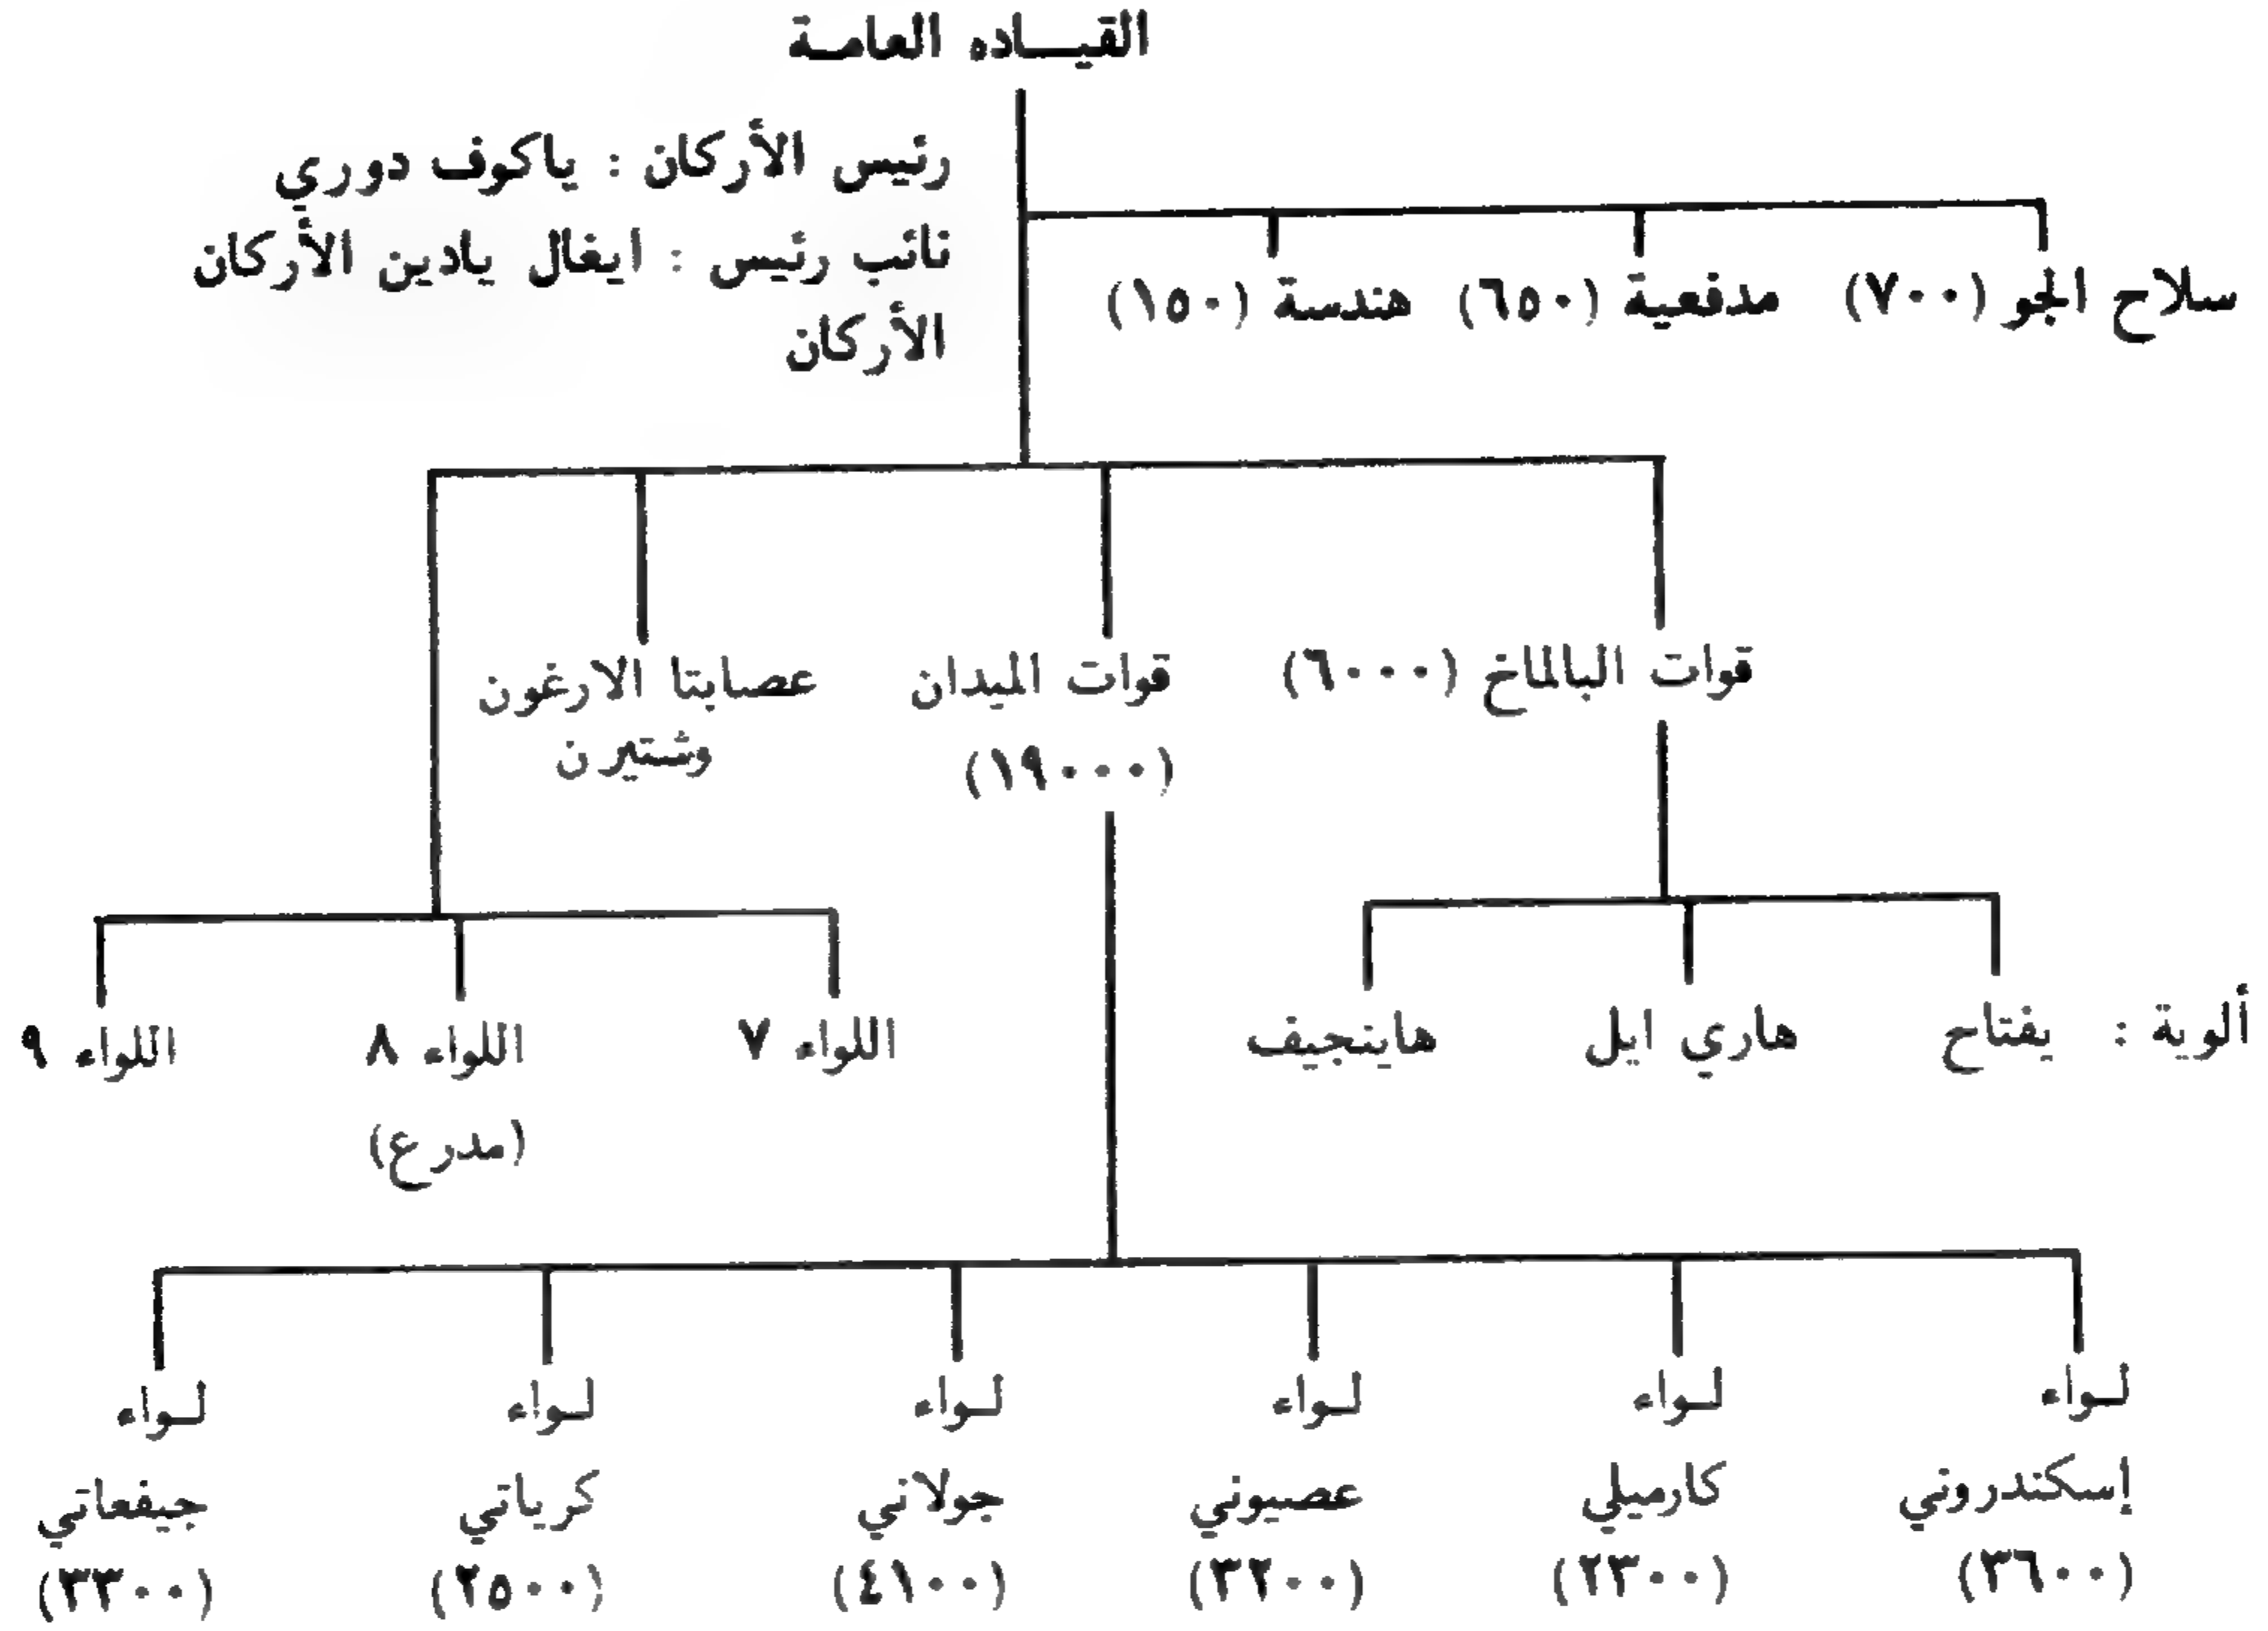 القيـــاده العامـة
رئيس الأركان : ياكوف دوري
نائب رئيس : ايغال يادين الأركان
الأركان
سلاح الجو (٧٠٠) مدفعية (٦٥٠) هندسة (١٥٠)
قوات البالماخ (٦٠٠٠) قوات الميدان عصابتا الارغون
(١٩٠٠٠) وشتيرن
ألوية : يفتاح هاري ايل هاينجيف اللواء ٧ اللواء ٨ اللواء ٩
(مدرع)
لـواء لـواء لـواء لـواء لـواء لـواء
إسكندروني كارميلي عصيوني جولاني كرياتي جيفعاتي
(٣٦٠٠) (٢٣٠٠) (٣٢٠٠) (٤١٠٠) (٢٥٠٠) (٣٣٠٠)